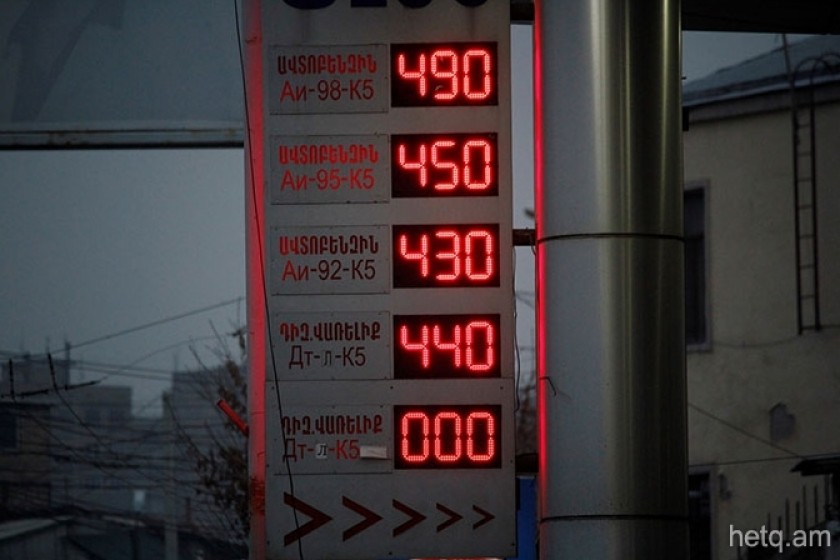 ԱՎՏՈԲԵՆԶԻՆ
Аи-98-К5 490
ԱՎՏՈԲԵՆԶԻՆ
Аи-95-К5 450
ԱՎՏՈԲԵՆԶԻՆ
Аи-92-К5 430
ԴԻԶ.ՎԱՌԵԼԻՔ
Дт-л-К5 440
ԴԻԶ.ՎԱՌԵԼԻՔ
Дт-л-К5 000
hetq.am